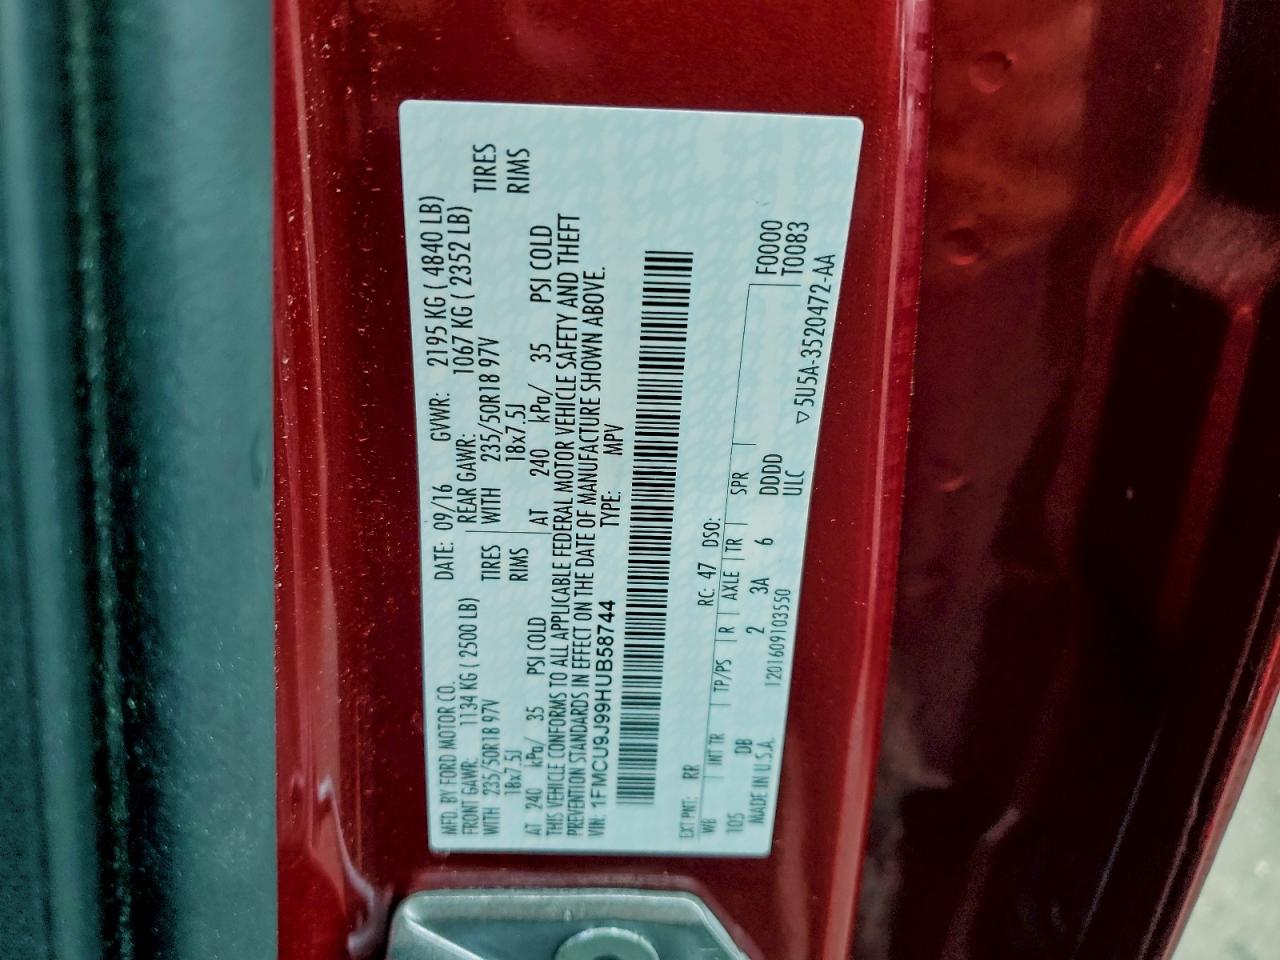 MFD. BY FORD MOTOR CO.
DATE: 09/16 GVWR: 2195 KG ( 4840 LB)
FRONT GAWR: 1134 KG ( 2500 LB) REAR GAWR: 1067 KG ( 2352 LB)
WITH 235/50R18 97V TIRES WITH 235/50R18 97V TIRES
18x7.5J RIMS 18x7.5J RIMS
AT 240 kPa/ 35 PSI COLD AT 240 kPa/ 35 PSI COLD
THIS VEHICLE CONFORMS TO ALL APPLICABLE FEDERAL MOTOR VEHICLE SAFETY AND THEFT
PREVENTION STANDARDS IN EFFECT ON THE DATE OF MANUFACTURE SHOWN ABOVE.
VIN: 1FMCU9J99HUB58744 TYPE: MPV
EXT PNT: RR RC: 47 DSO:
WB INT TR TP/PS R AXLE TR SPR F0000
105 DB 2 3A 6 DDDD T0083
MADE IN U.S.A. 1201609103550 ULC
▽5U5A-3520472-AA